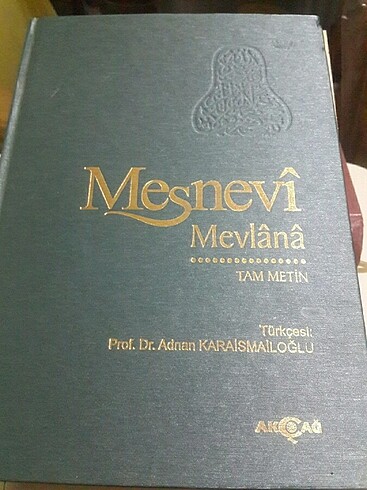 Mesnevî
Mevlânâ
TAM METİN
Türkçesi:
Prof. Dr. Adnan KARAİSMAİLOĞLU
AKÇAĞ